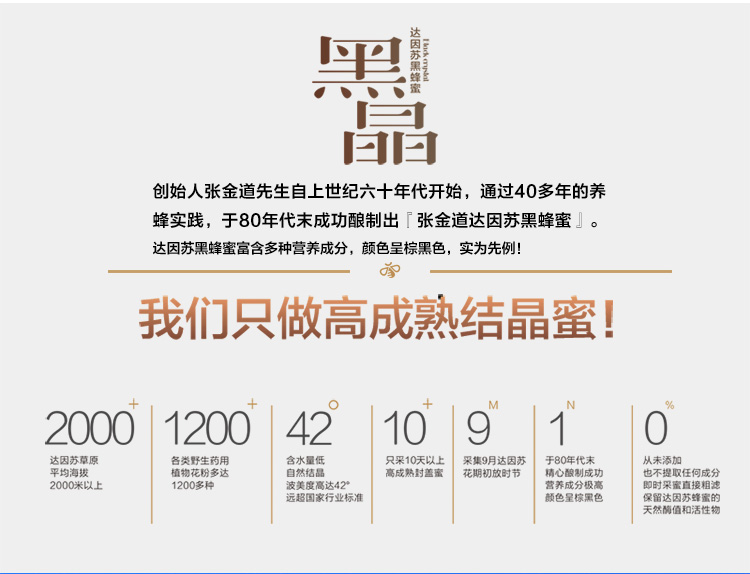 黑晶
达因苏黑蜂蜜
Black crystal
创始人张金道先生自上世纪六十年代开始，通过40多年的养
蜂实践，于80年代末成功酿制出『张金道达因苏黑蜂蜜』。
达因苏黑蜂蜜富含多种营养成分，颜色呈棕黑色，实为先例！
我们只做高成熟结晶蜜！
2000+
达因苏草原
平均海拔
2000米以上
1200+
各类野生药用
植物花粉多达
1200多种
42°
含水量低
自然结晶
波美度高达42°
远超国家行业标准
10+
只采10天以上
高成熟封盖蜜
9M
采集9月达因苏
花期初放时节
1N
于80年代末
精心酿制成功
营养成分极高
颜色呈棕黑色
0%
从未添加
也不提取任何成分
即时采蜜直接粗滤
保留达因苏蜂蜜的
天然酶值和活性物